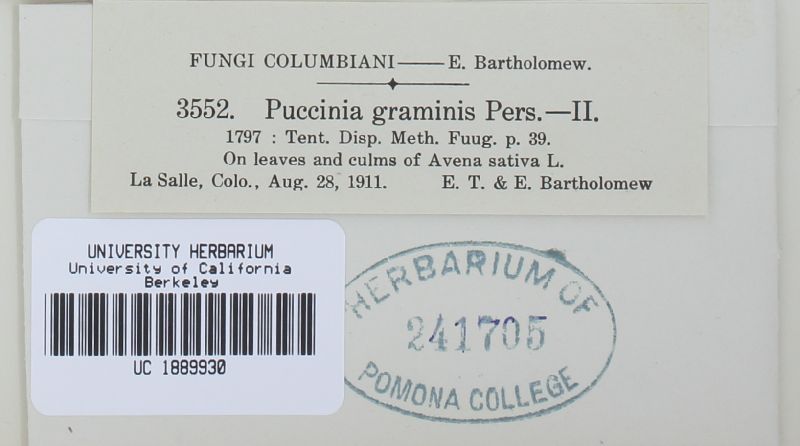 FUNGI COLUMBIANI—— E. Bartholomew.
3552. Puccinia graminis Pers.—II.
1797 : Tent. Disp. Meth. Fuug. p. 39.
On leaves and culms of Avena sativa L.
La Salle, Colo., Aug. 28, 1911. E. T. & E. Bartholomew
UNIVERSITY HERBARIUM
University of California
Berkeley
UC 1889930
HERBARIUM OF
241705
POMONA COLLEGE